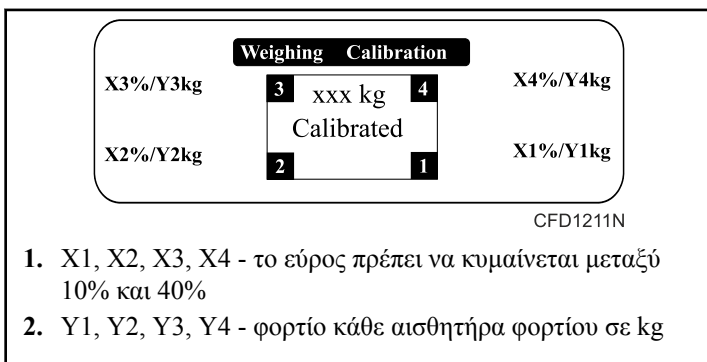 Weighing Calibration
X3%/Y3kg 3 xxx kg 4 X4%/Y4kg
Calibrated
X2%/Y2kg 2 1 X1%/Y1kg
CFD1211N
1. X1, X2, X3, X4 - το εύρος πρέπει να κυμαίνεται μεταξύ
10% και 40%
2. Y1, Y2, Y3, Y4 - φορτίο κάθε αισθητήρα φορτίου σε kg